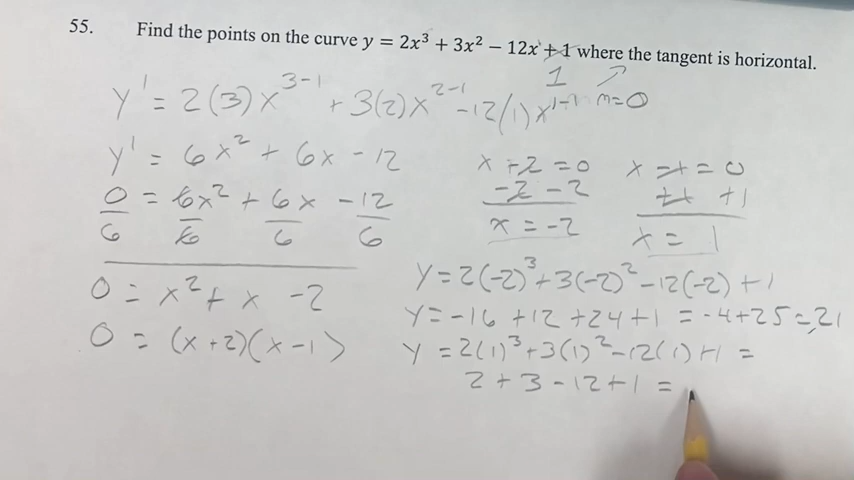 55. Find the points on the curve y = 2x³ + 3x² − 12x + 1 where the tangent is horizontal.
1 m=0
y' = 2(3)x³⁻¹ + 3(2)x²⁻¹ − 12(1)x¹⁻¹
y' = 6x² + 6x − 12
0 = 6x² + 6x − 12
6 6 6 6
0 = x² + x − 2
0 = (x+2)(x−1)
x + 2 = 0
−2 −2
x = −2
x − 1 = 0
+1 +1
x = 1
y = 2(−2)³ + 3(−2)² − 12(−2) + 1
y = −16 + 12 + 24 + 1 = −4 + 25 = 21
y = 2(1)³ + 3(1)² − 12(1) + 1 =
2 + 3 − 12 + 1 =